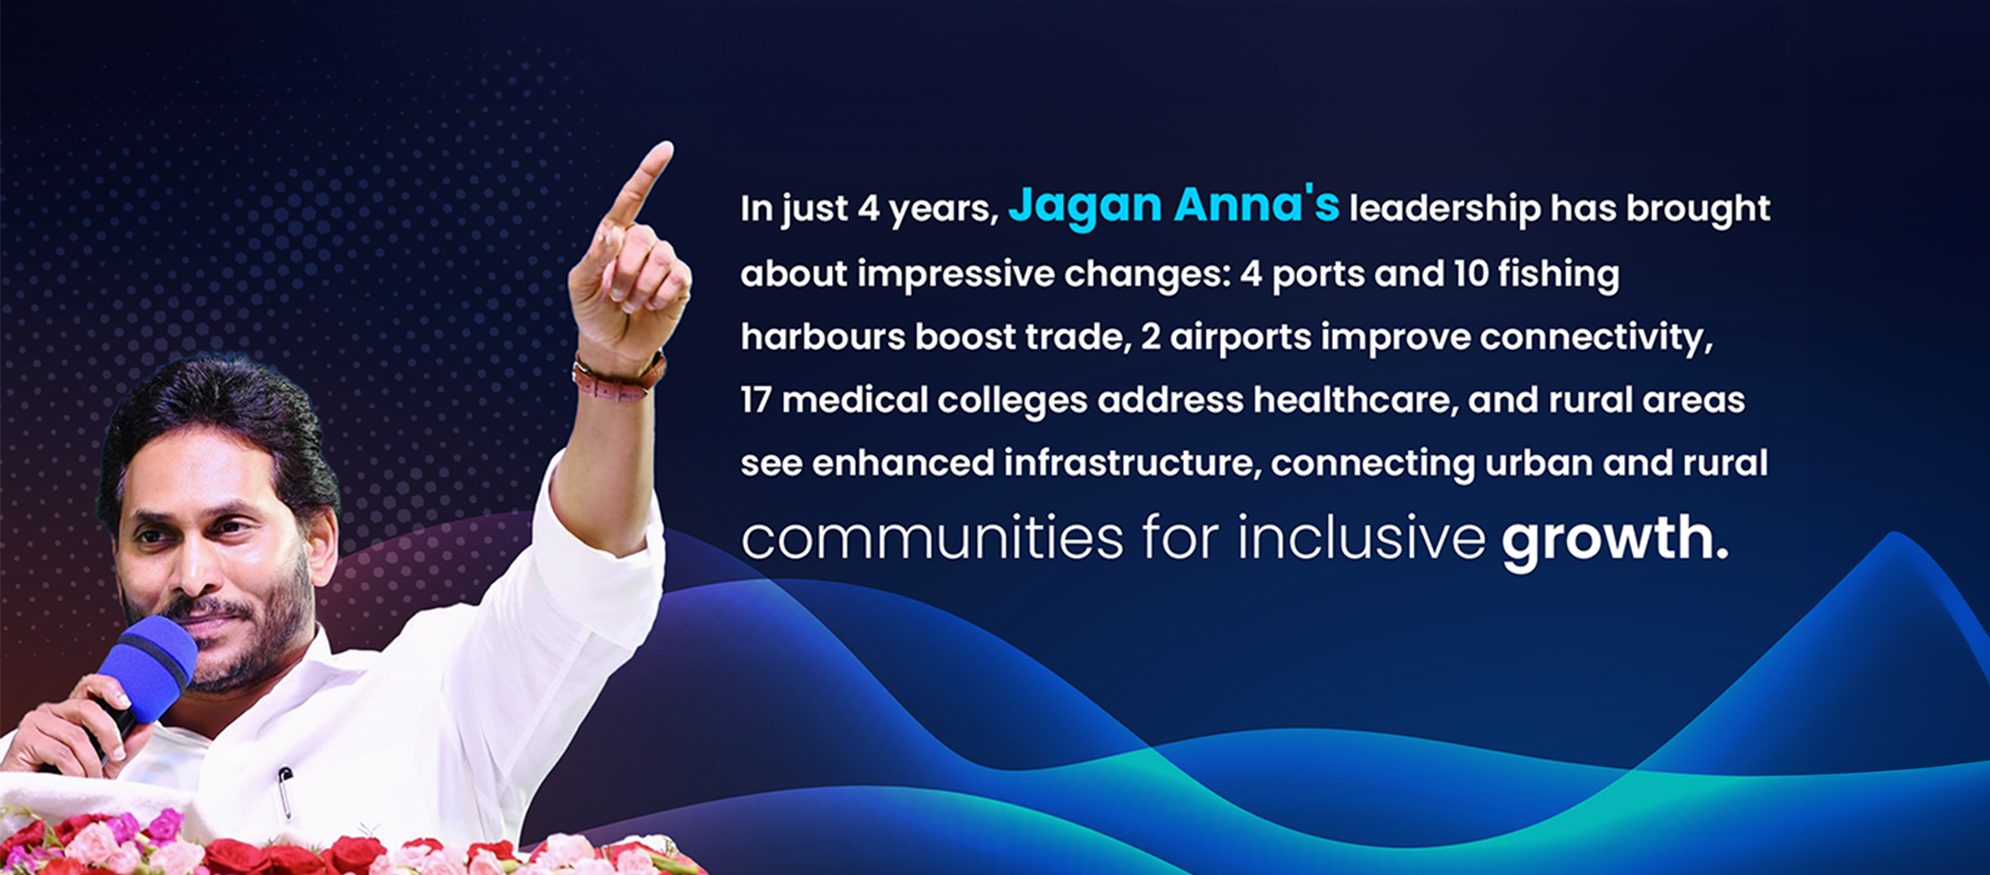 In just 4 years, Jagan Anna's leadership has brought
about impressive changes: 4 ports and 10 fishing
harbours boost trade, 2 airports improve connectivity,
17 medical colleges address healthcare, and rural areas
see enhanced infrastructure, connecting urban and rural
communities for inclusive growth.